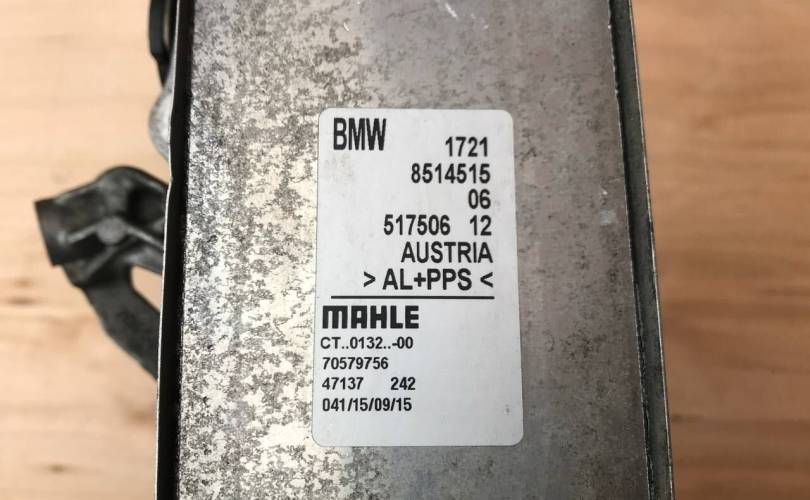 BMW 1721
8514515
06
517506 12
AUSTRIA
> AL+PPS <
MAHLE
CT..0132..-00
70579756
47137 242
041/15/09/15